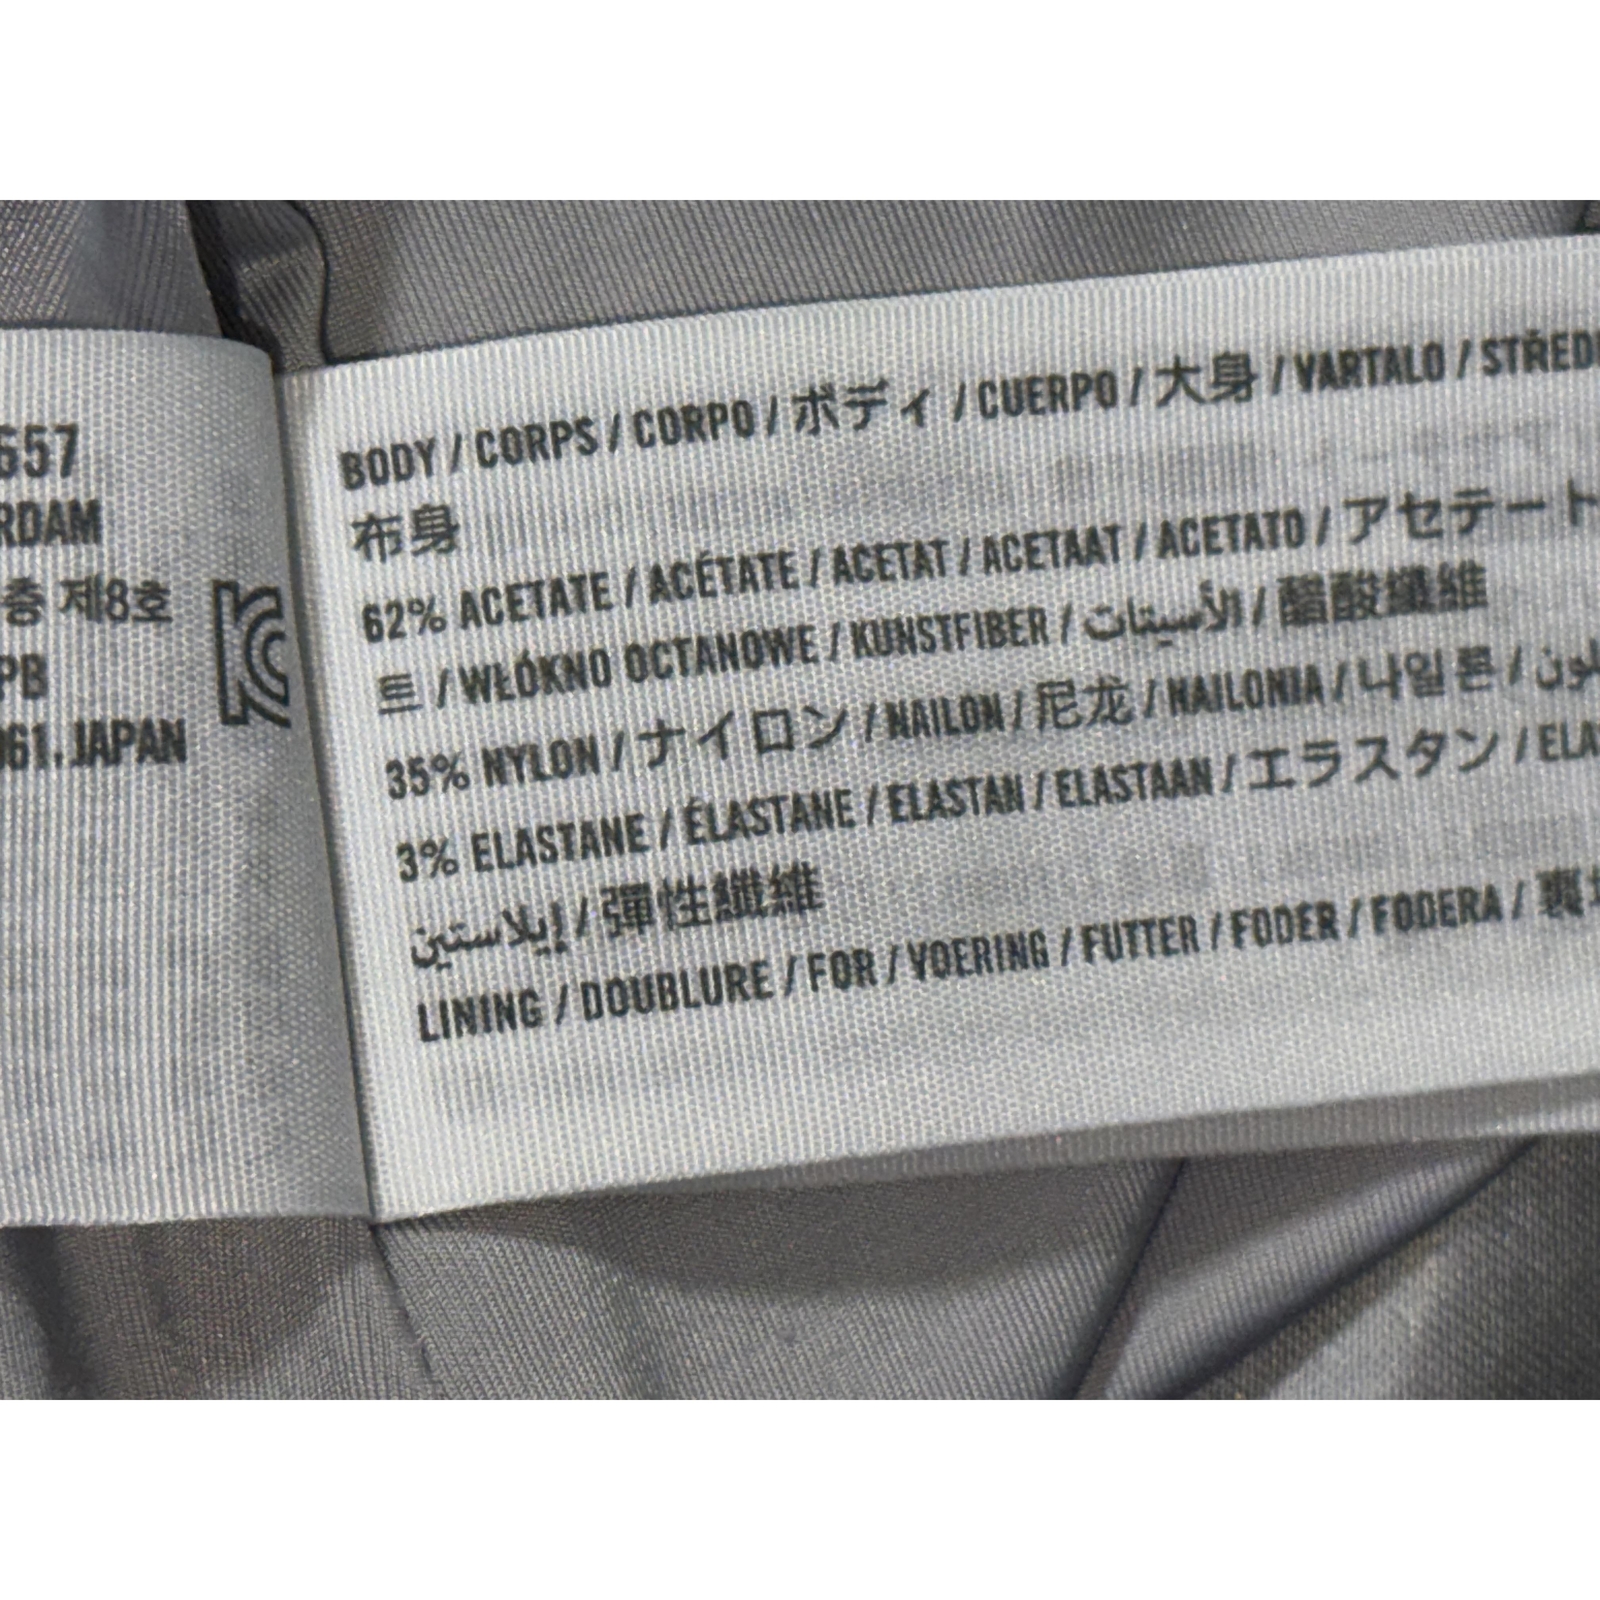 557
RDAM
층 제8호
PB
061, JAPAN
BODY / CORPS / CORPO / ボディ / CUERPO / 大身 / VARTALO / STŘED
布身
62% ACETATE / ACÉTATE / ACETAT / ACETAAT / ACETATO / アセテート
트 / WŁÓKNO OCTANOWE / KUNSTFIBER / الأسيتات / 醋酸纖維
35% NYLON / ナイロン / NAILON / 尼龙 / NAILONIA / 나일론 / يلون
3% ELASTANE / ÉLASTANE / ELASTAN / ELASTAAN / エラスタン / ELA
إيلاستين / 彈性纖維
LINING / DOUBLURE / FOR / VOERING / FUTTER / FODER / FODERA / 裏